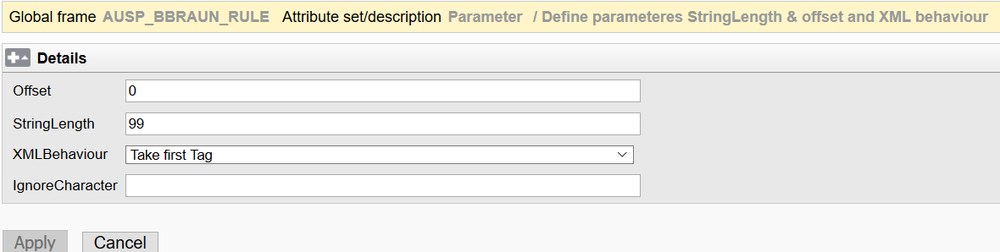 Global frame AUSP_BBRAUN_RULE Attribute set/description Parameter / Define parameteres StringLength & offset and XML behaviour
Details
Offset 0
StringLength 99
XMLBehaviour Take first Tag
IgnoreCharacter
Apply Cancel